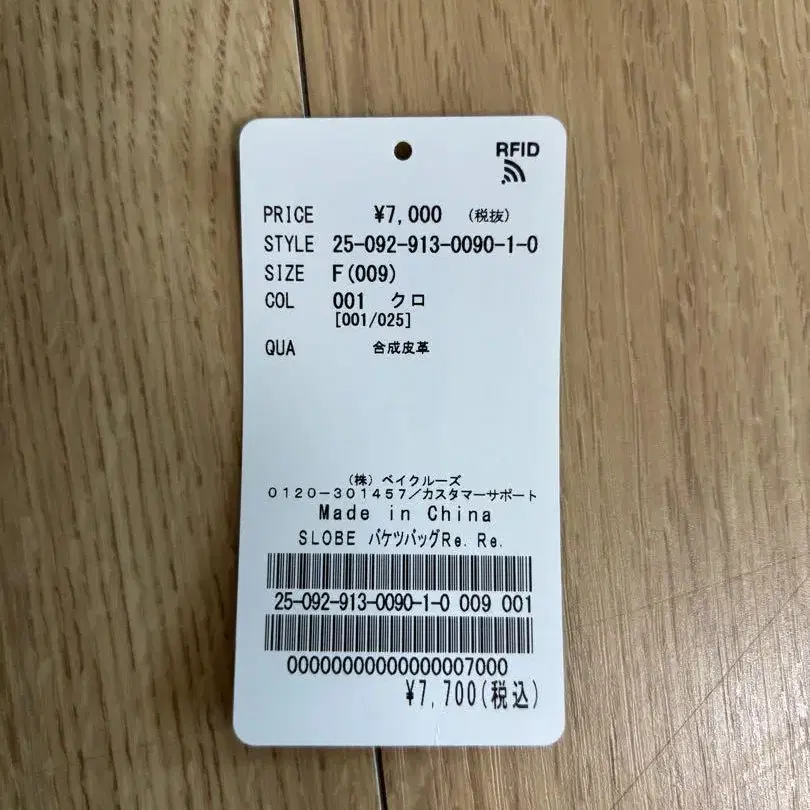 RFID
PRICE ¥7,000 (税抜)
STYLE 25-092-913-0090-1-0
SIZE F(009)
COL 001 クロ
[001/025]
QUA 合成皮革
(株) ベイクルーズ
0120-301457/カスタマーサポート
Made in China
SLOBE バケツバッグRe. Re.
25-092-913-0090-1-0 009 001
00000000000000007000
¥7,700(税込)